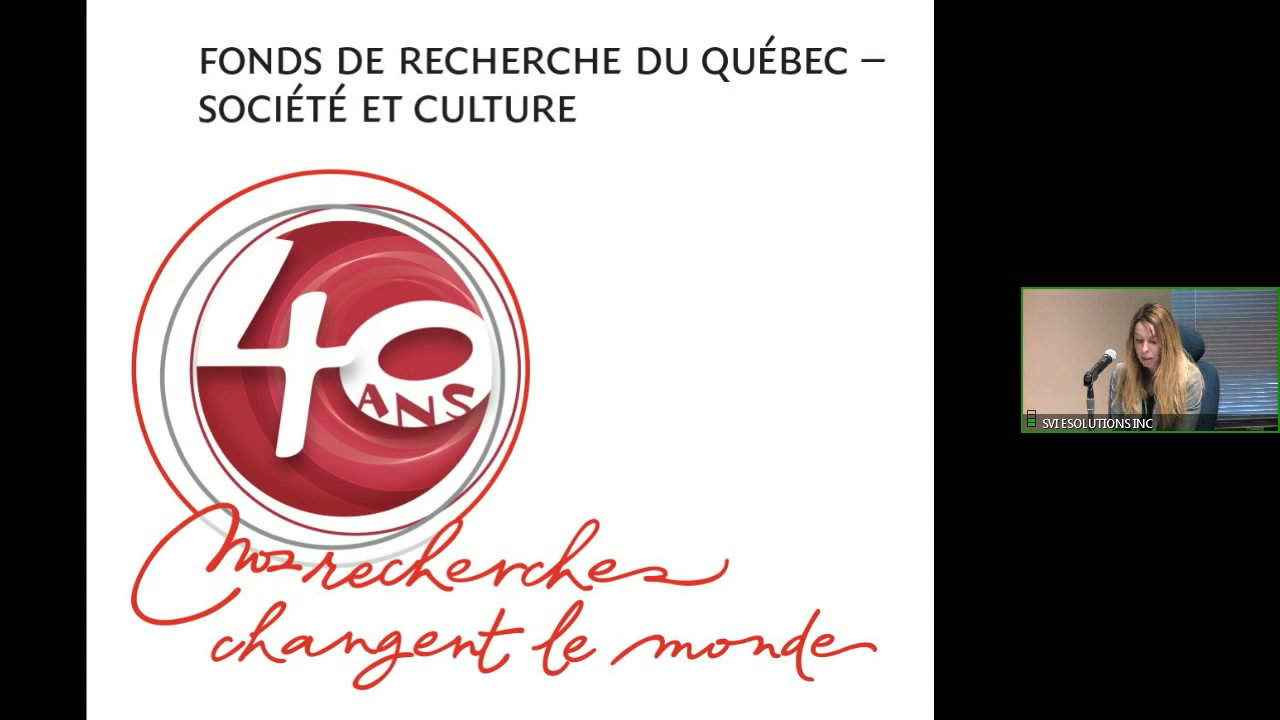 FONDS DE RECHERCHE DU QUÉBEC –
SOCIÉTÉ ET CULTURE
40
ANS
Nos recherches
changent le monde
SVI ESOLUTIONS INC